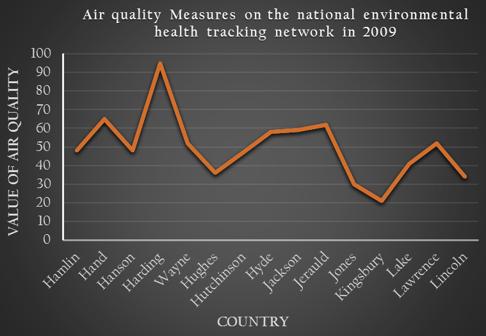 Air quality Measures on the national environmental
health tracking network in 2009
VALUE OF AIR QUALITY
100
90
80
70
60
50
40
30
20
10
0
Hamlin
Hand
Hanson
Harding
Wayne
Hughes
Hutchinson
Hyde
Jackson
Jerauld
Jones
Kingsbury
Lake
Lawrence
Lincoln
COUNTRY